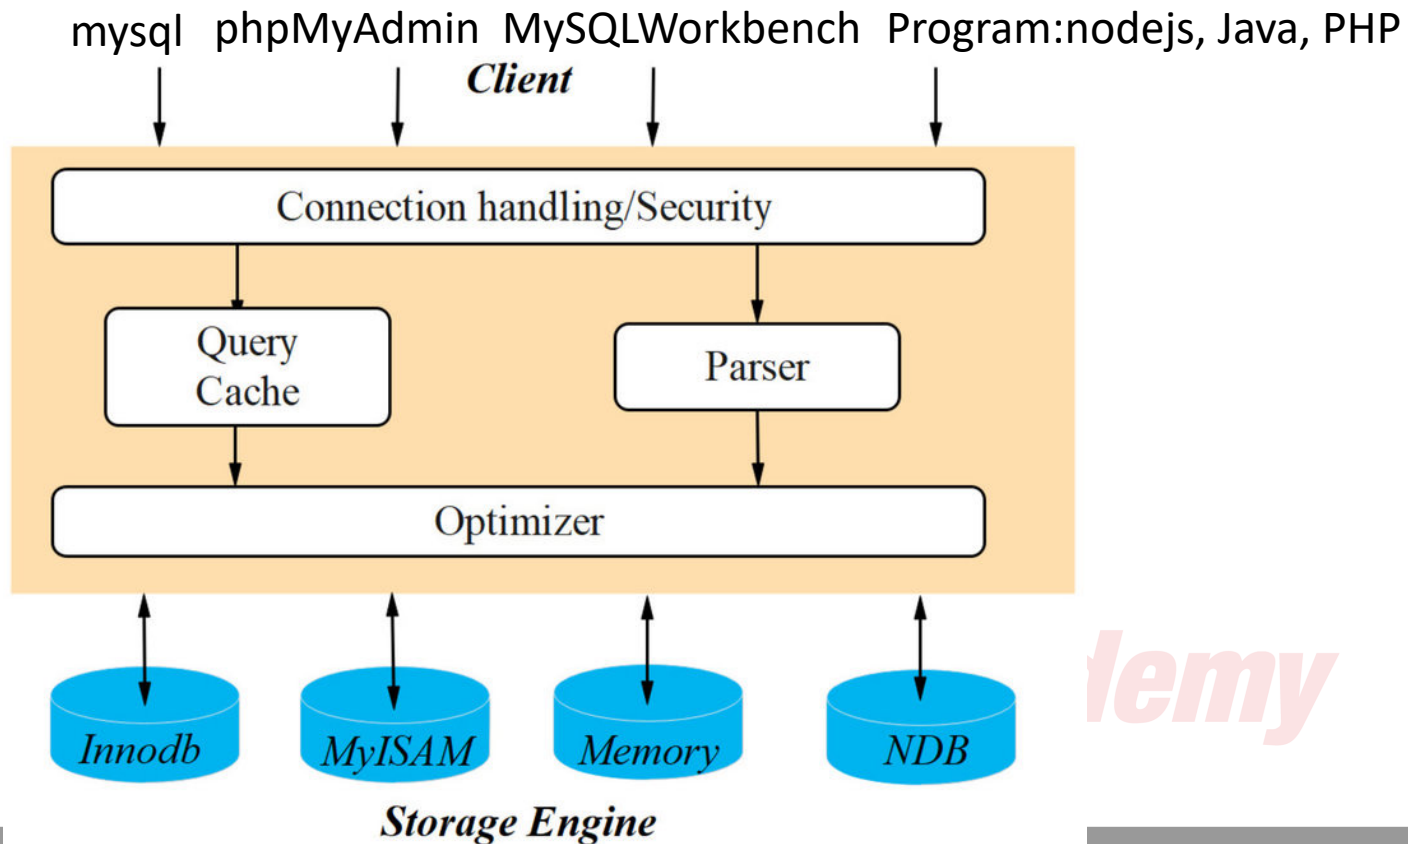 mysql phpMyAdmin MySQLWorkbench Program:nodejs, Java, PHP
Client
Connection handling/Security
Query
Cache
Parser
Optimizer
Innodb MyISAM Memory NDB
Storage Engine